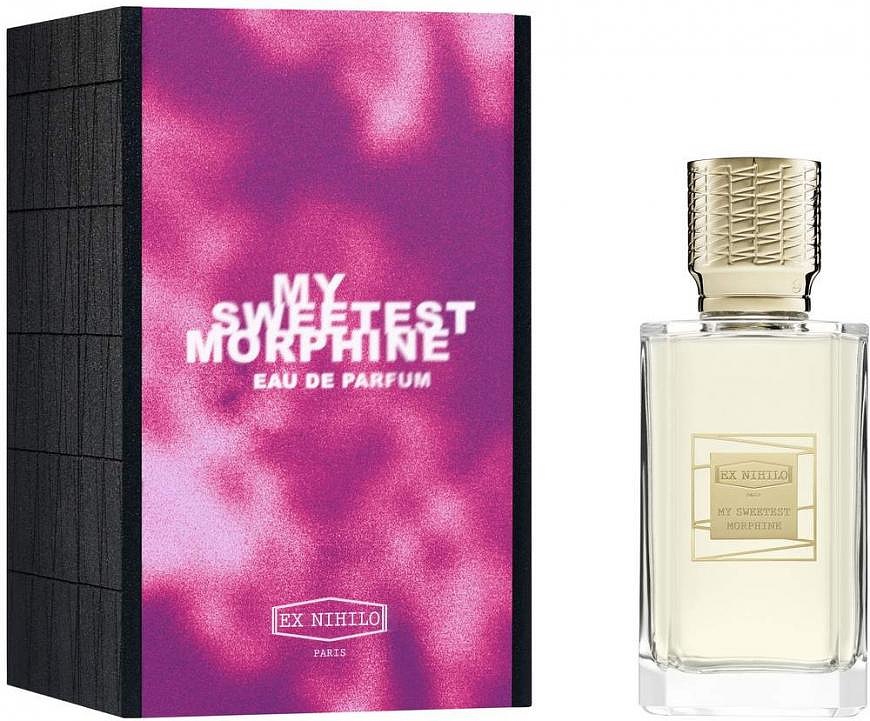 MY
SWEETEST
MORPHINE
EAU DE PARFUM
EX NIHILO
PARIS
EX NIHILO
PARIS
MY SWEETEST
MORPHINE